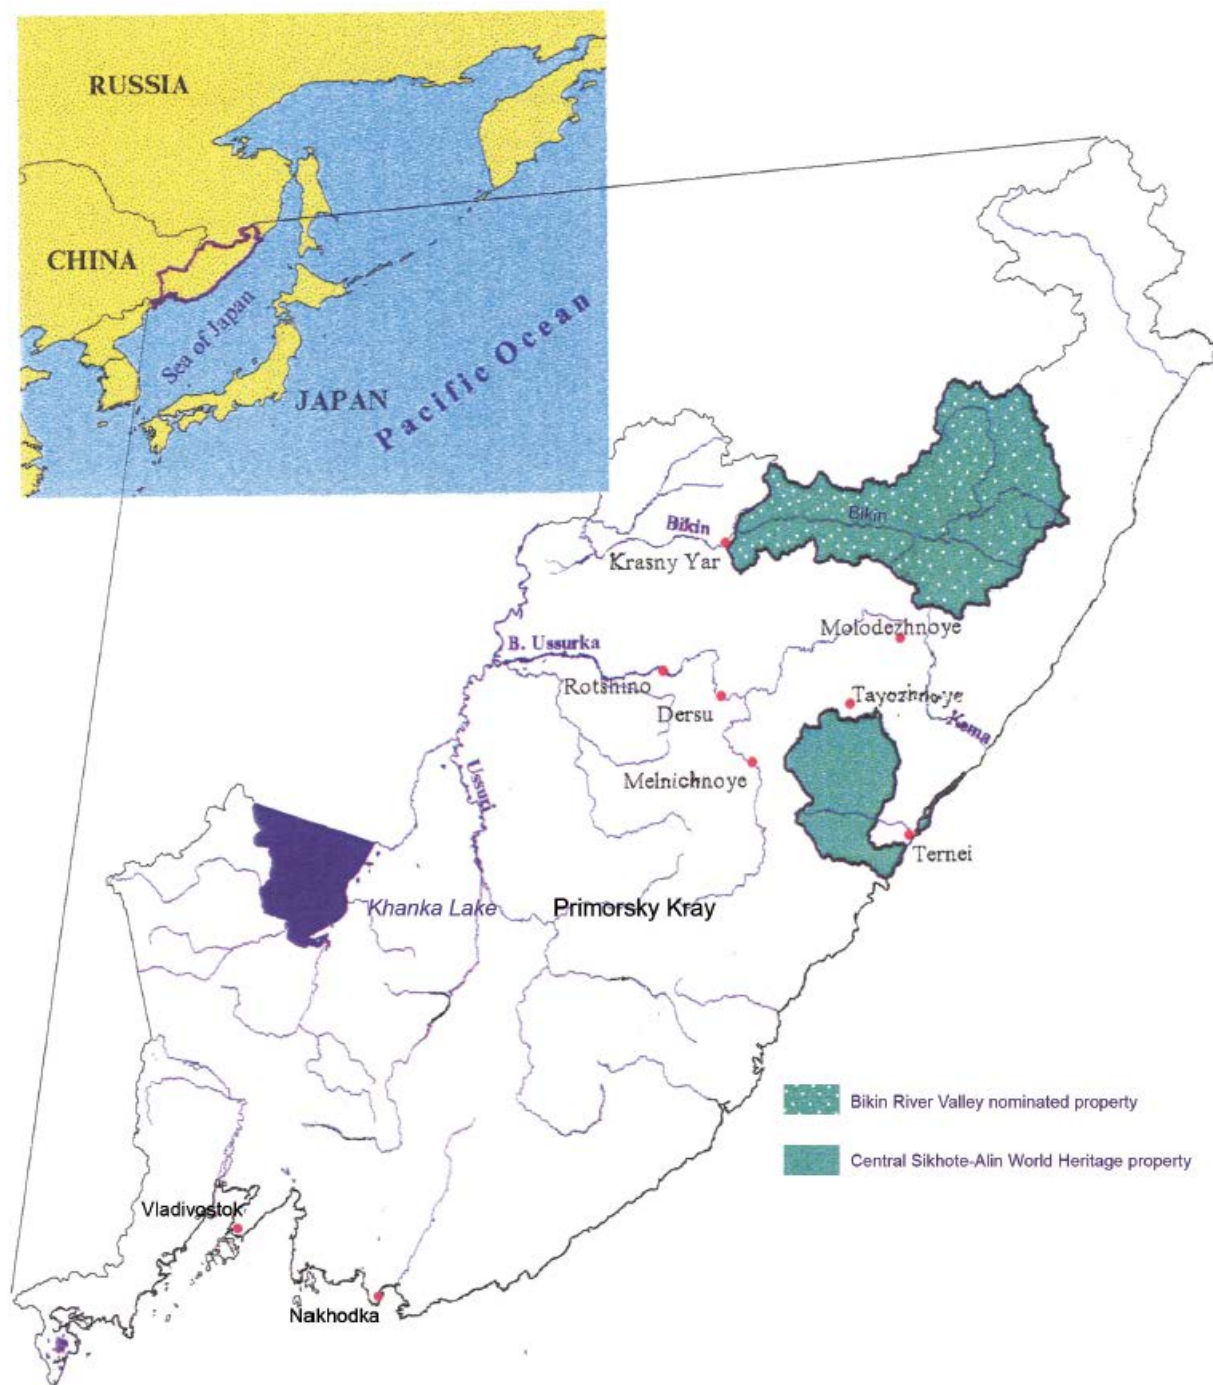 RUSSIA
CHINA
Sea of Japan
JAPAN
Pacific Ocean
Bikin
Bikin
Krasny Yar
Molodezhnoye
B. Ussurka
Rotshino
Tayozhnoye
Dersu
Kema
Melnichnoye
Ussuri
Ternei
Khanka Lake
Primorsky Kray
Bikin River Valley nominated property
Central Sikhote-Alin World Heritage property
Vladivostok
Nakhodka